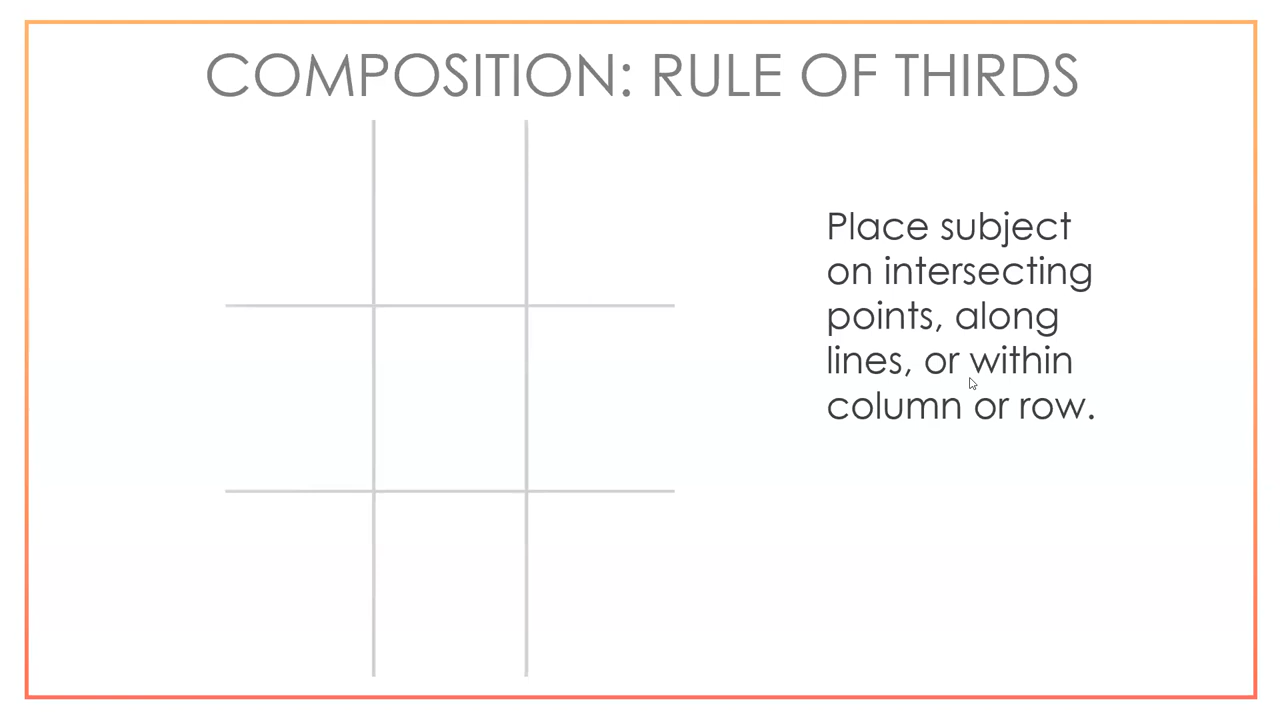 COMPOSITION: RULE OF THIRDS
Place subject
on intersecting
points, along
lines, or within
column or row.